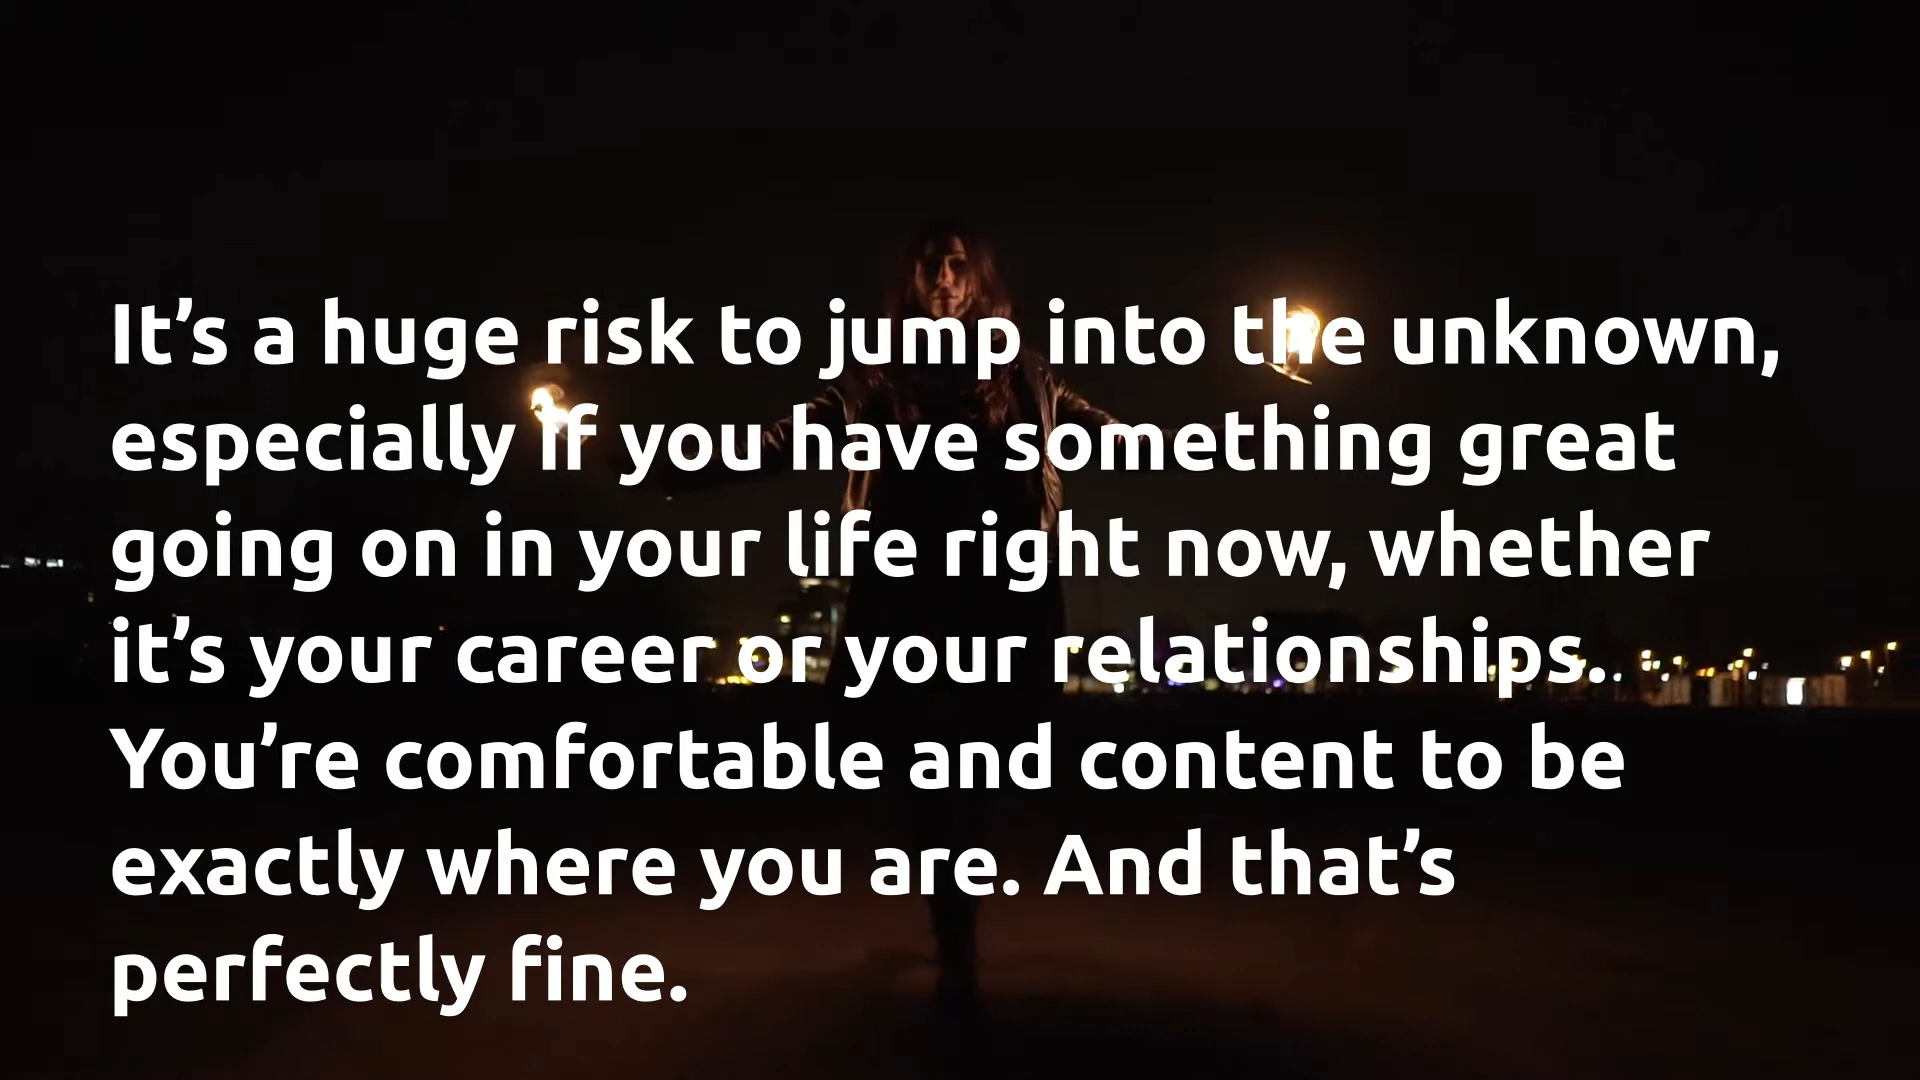 It’s a huge risk to jump into the unknown,
especially if you have something great
going on in your life right now, whether
it’s your career or your relationships.
You’re comfortable and content to be
exactly where you are. And that’s
perfectly fine.